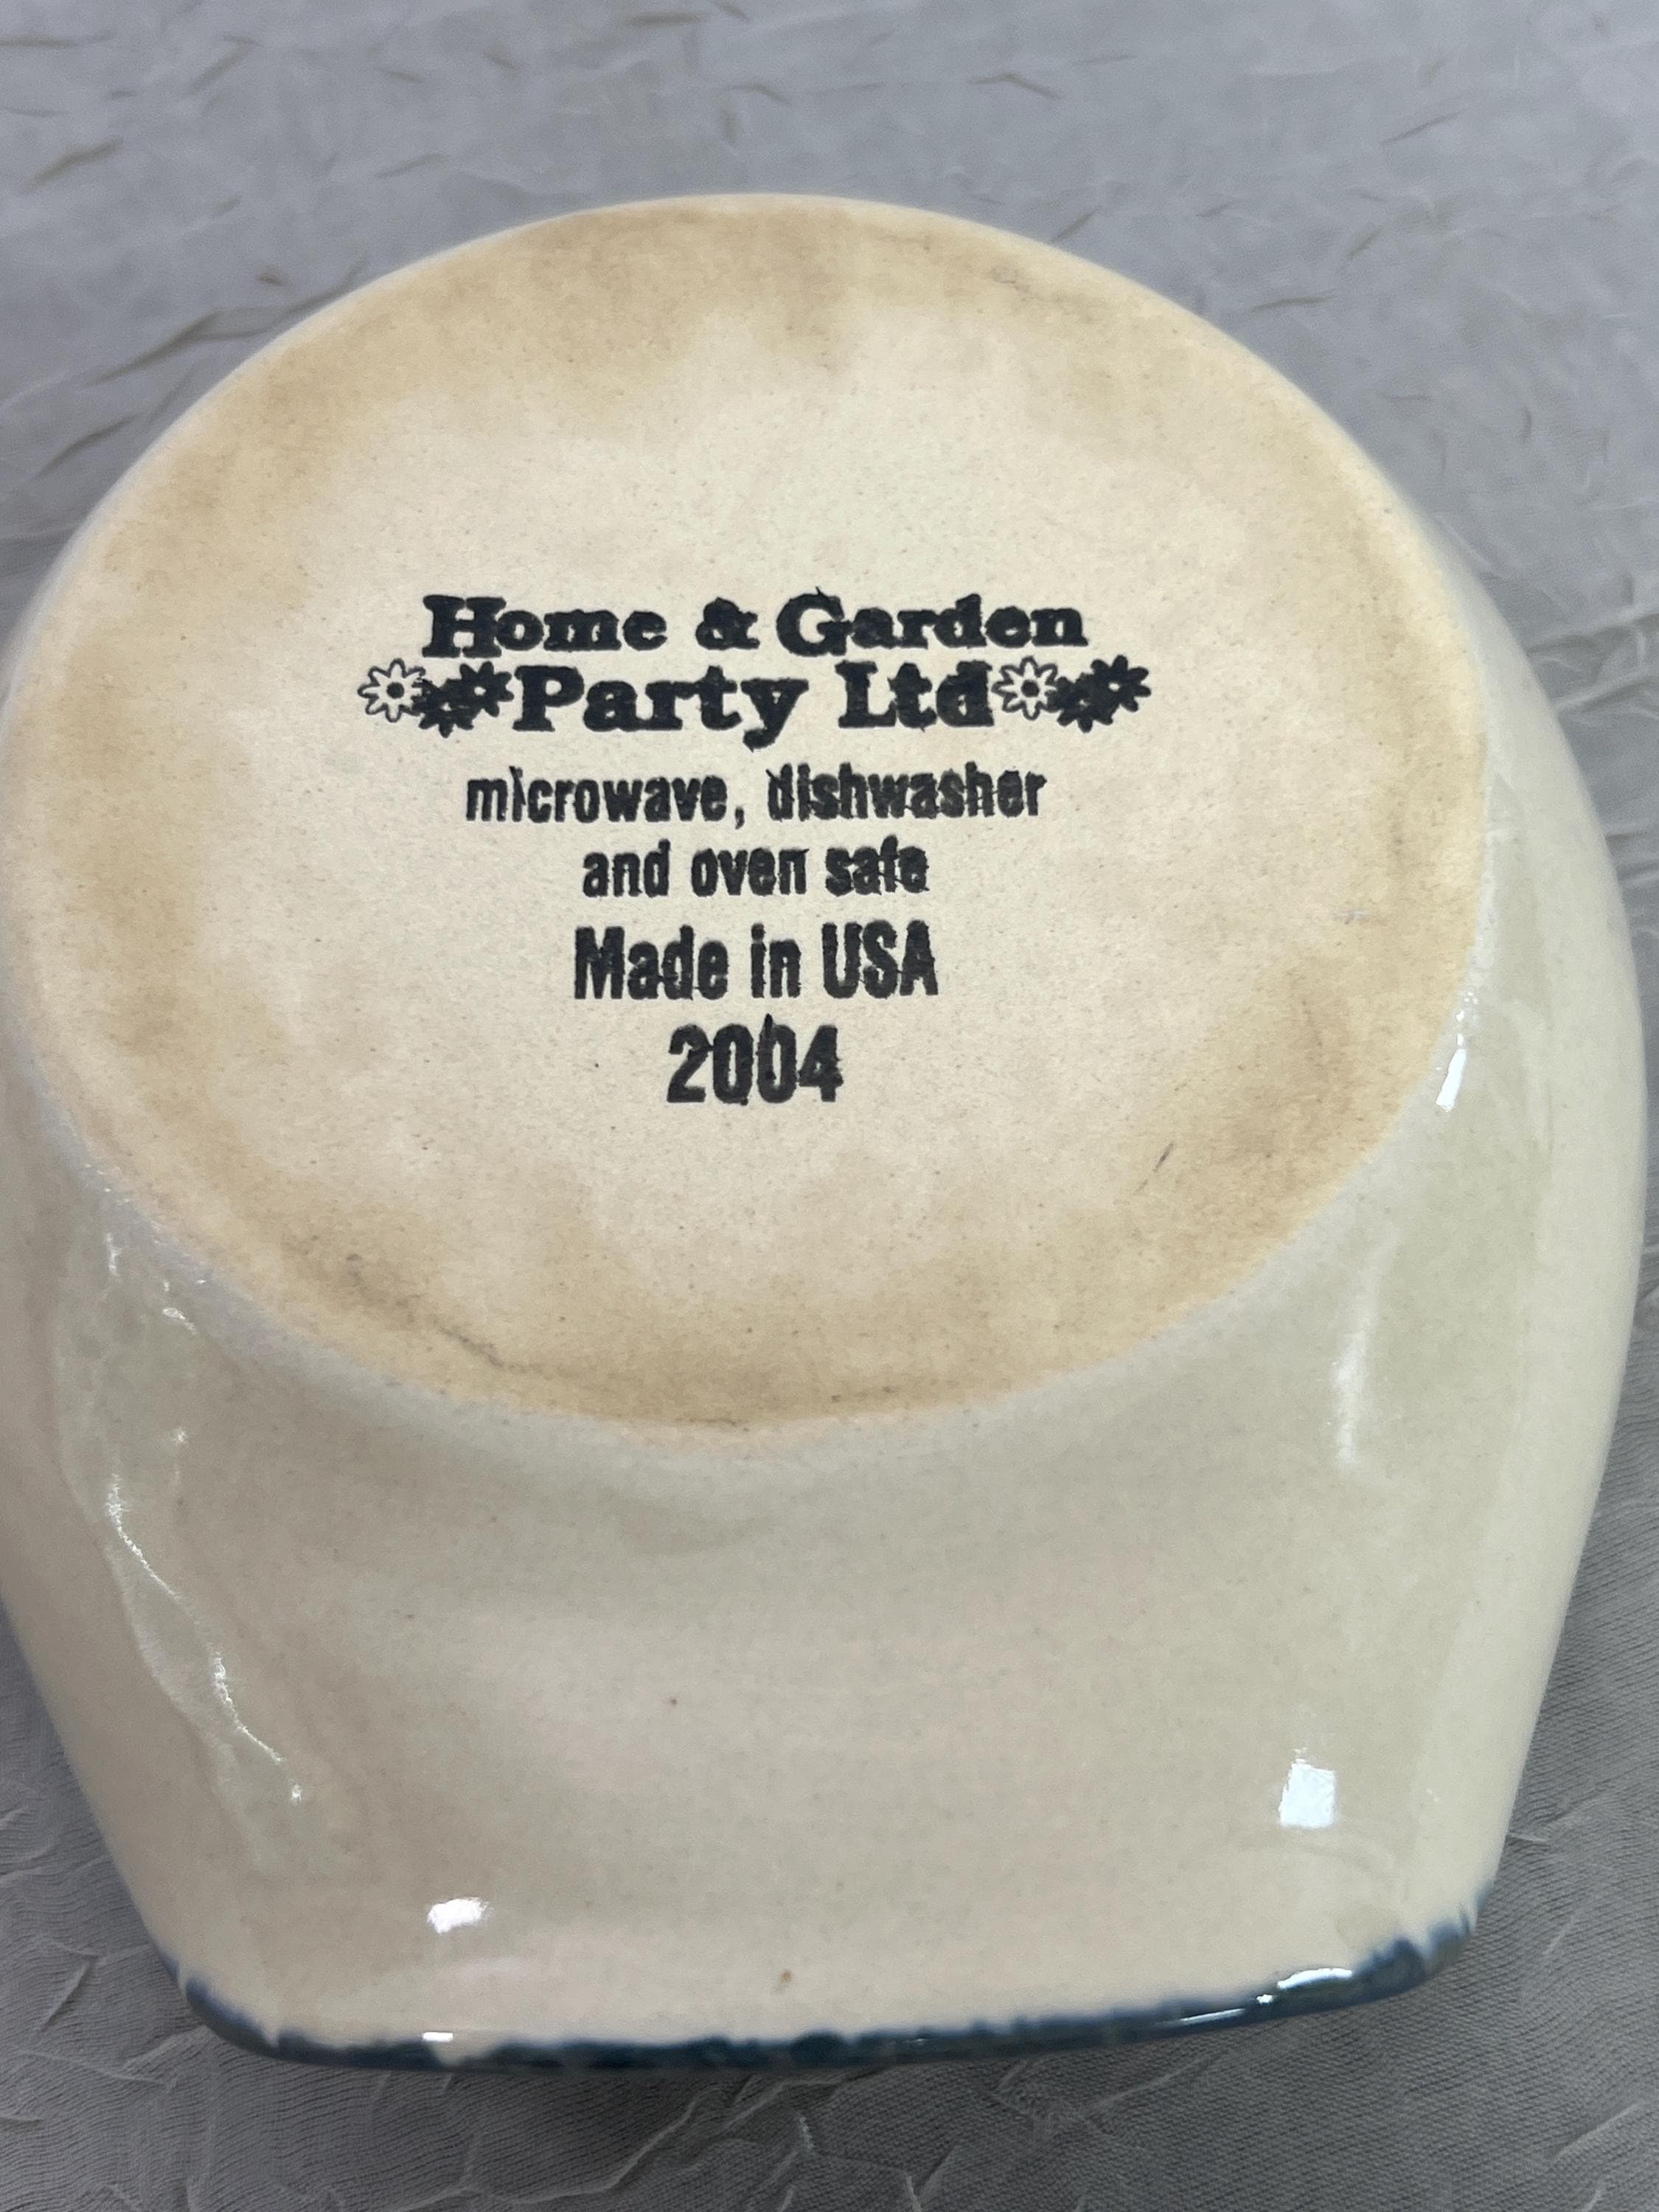 Home & Garden
Party Ltd
microwave, dishwasher
and oven safe
Made in USA
2004